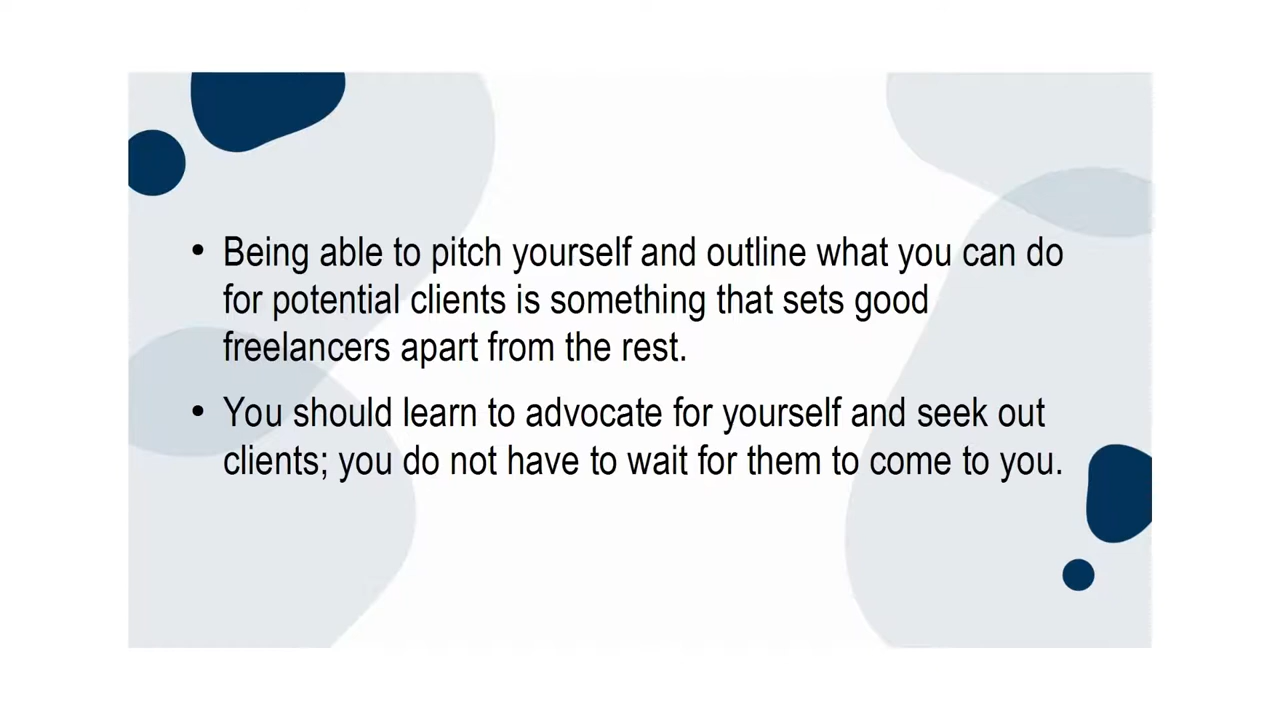 • Being able to pitch yourself and outline what you can do
for potential clients is something that sets good
freelancers apart from the rest.
• You should learn to advocate for yourself and seek out
clients; you do not have to wait for them to come to you.